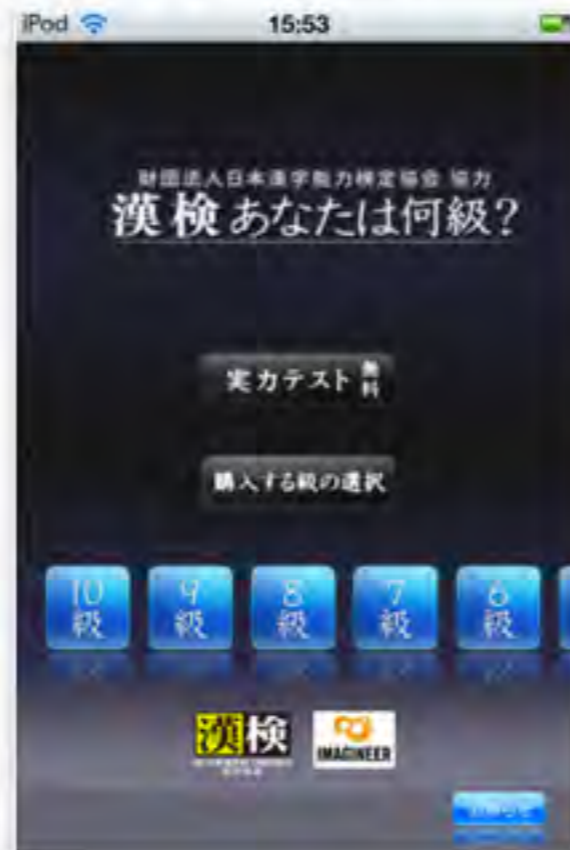 iPod 15:53
財団法人日本漢字能力検定協会 協力
漢検 あなたは何級?
実力テスト 無料
購入する級の選択
10級 9級 8級 7級 6級
漢検 IMAGINEER